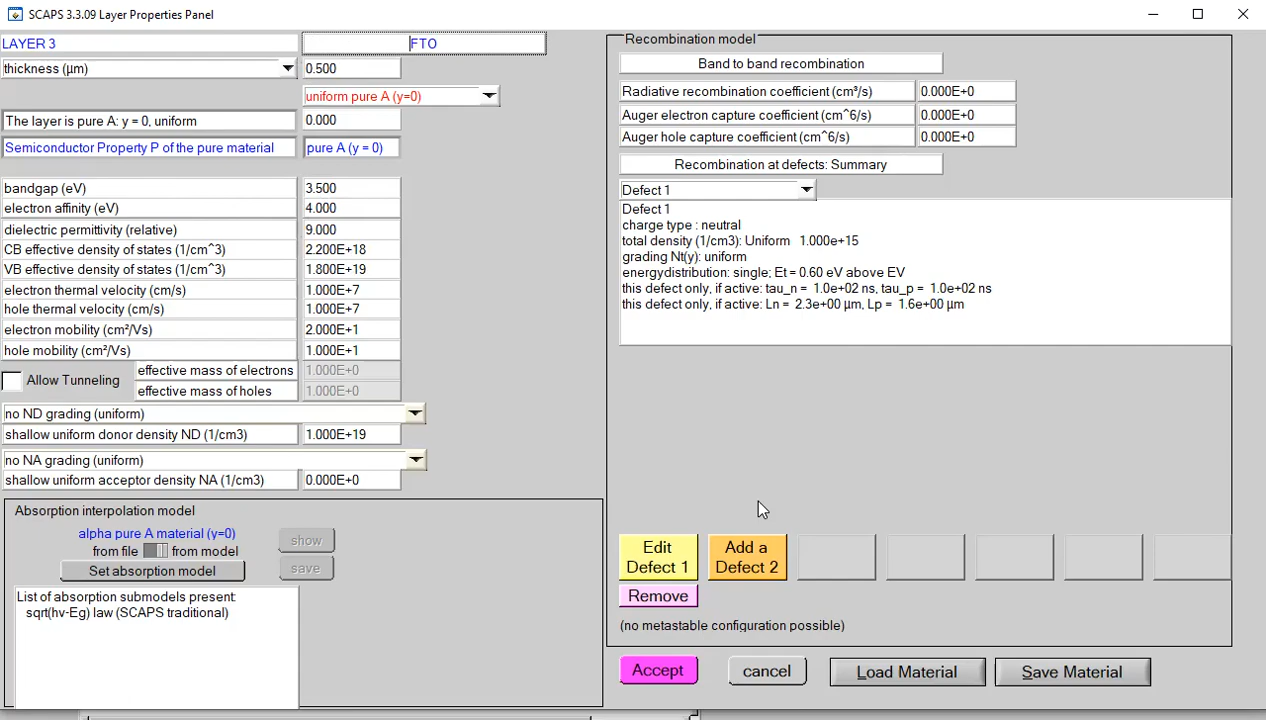 SCAPS 3.3.09 Layer Properties Panel
LAYER 3
FTO
thickness (µm)
0.500
uniform pure A (y=0)
The layer is pure A: y = 0, uniform
0.000
Semiconductor Property P of the pure material
pure A (y = 0)
bandgap (eV)
3.500
electron affinity (eV)
4.000
dielectric permittivity (relative)
9.000
CB effective density of states (1/cm^3)
2.200E+18
VB effective density of states (1/cm^3)
1.800E+19
electron thermal velocity (cm/s)
1.000E+7
hole thermal velocity (cm/s)
1.000E+7
electron mobility (cm²/Vs)
2.000E+1
hole mobility (cm²/Vs)
1.000E+1
Allow Tunneling
effective mass of electrons
1.000E+0
effective mass of holes
1.000E+0
no ND grading (uniform)
shallow uniform donor density ND (1/cm3)
1.000E+19
no NA grading (uniform)
shallow uniform acceptor density NA (1/cm3)
0.000E+0
Absorption interpolation model
alpha pure A material (y=0)
from file
from model
show
Set absorption model
save
List of absorption submodels present:
sqrt(hv-Eg) law (SCAPS traditional)
Recombination model
Band to band recombination
Radiative recombination coefficient (cm³/s)
0.000E+0
Auger electron capture coefficient (cm^6/s)
0.000E+0
Auger hole capture coefficient (cm^6/s)
0.000E+0
Recombination at defects: Summary
Defect 1
Defect 1
charge type : neutral
total density (1/cm3): Uniform 1.000e+15
grading Nt(y): uniform
energydistribution: single; Et = 0.60 eV above EV
this defect only, if active: tau_n = 1.0e+02 ns, tau_p = 1.0e+02 ns
this defect only, if active: Ln = 2.3e+00 µm, Lp = 1.6e+00 µm
Edit
Defect 1
Add a
Defect 2
Remove
(no metastable configuration possible)
Accept
cancel
Load Material
Save Material